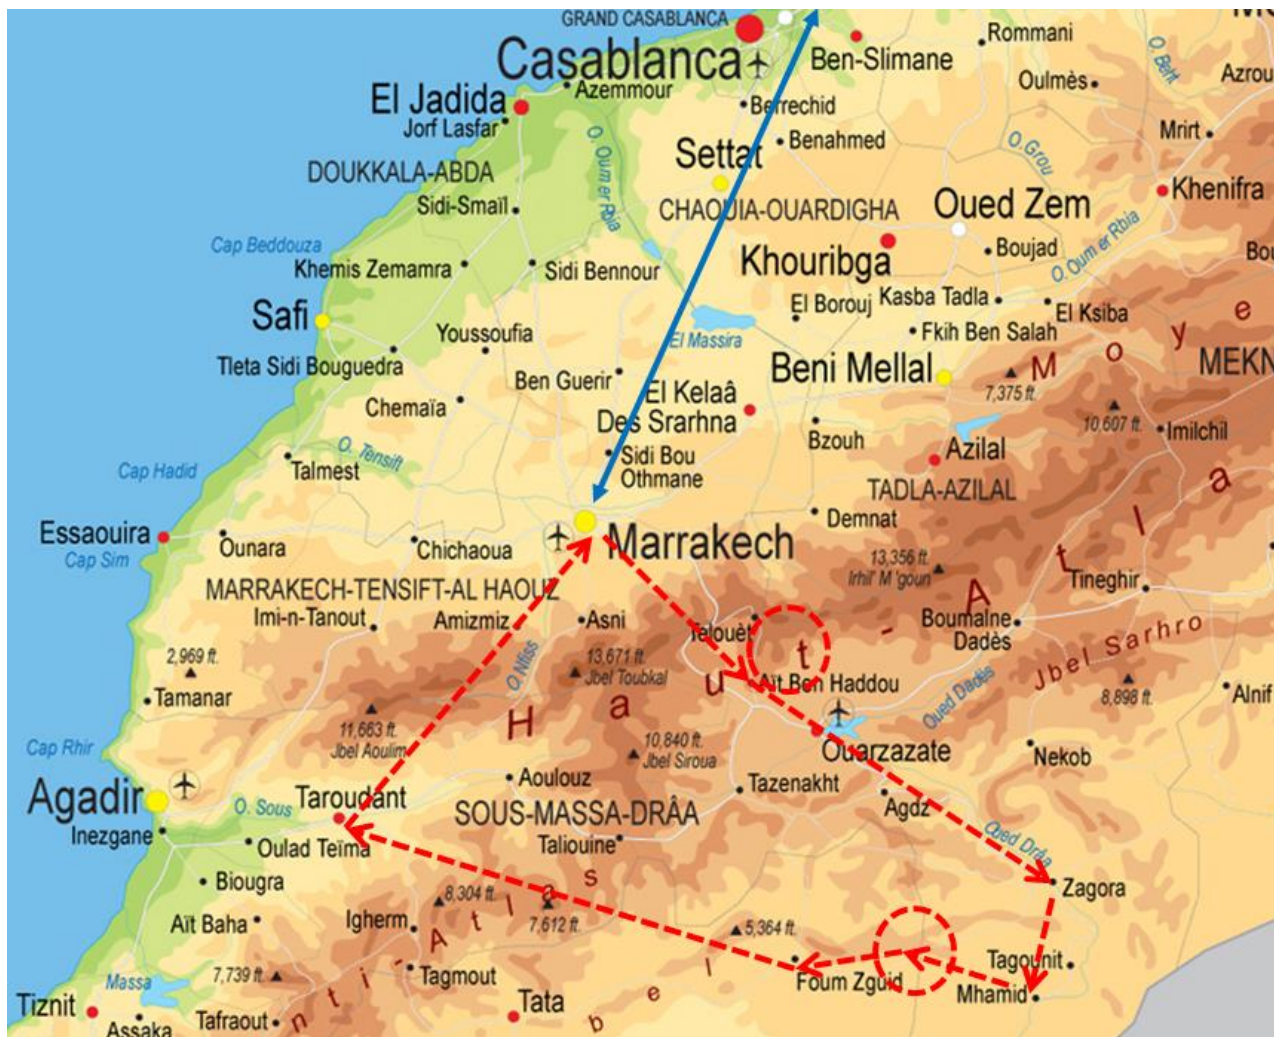 GRAND CASABLANCA
Casablanca
Ben-Slimane
Rommani
O. Beht
Oulmès
Azrou
El Jadida
Azemmour
Jorf Lasfar
Berrechid
Benahmed
Mrirt
O. Grou
O. Oum er Rbia
Settat
DOUKKALA-ABDA
Sidi-Smaïl
CHAOUIA-OUARDIGHA
Oued Zem
Khenifra
Cap Beddouza
Khemis Zemamra
Sidi Bennour
Khouribga
Boujad
O. Oum er Rbia
Bou
El Borouj
Kasba Tadla
El Ksiba
Safi
Youssoufia
El Massira
Fkih Ben Salah
Moye
Tleta Sidi Bouguedra
Ben Guerir
Beni Mellal
7,375 ft.
MEKN
Chemaïa
El Kelaâ
Des Srarhna
10,607 ft.
Imilchil
Bzouh
Cap Hadid
Talmest
O. Tensift
Sidi Bou
Othmane
Azilal
TADLA-AZILAL
Demnat
Essaouira
Cap Sim
Ounara
Chichaoua
Marrakech
13,356 ft.
Irhil' M 'goun
Tineghir
MARRAKECH-TENSIFT-AL HAOUZ
Imi-n-Tanout
Amizmiz
Asni
Telouèt
Boumalne
Dadès
Jbel Sarhro
2,969 ft.
O. Nfiss
13,671 ft.
Jbel Toubkal
Haut-Atla
Aït Ben Haddou
Oued Dadès
8,898 ft.
Alnif
Tamanar
11,663 ft.
Jbel Aoulim
Cap Rhir
10,840 ft.
Jbel Siroua
Ouarzazate
Nekob
Agadir
Aoulouz
Tazenakht
Agdz
O. Sous
Taroudant
SOUS-MASSA-DRÂA
Inezgane
Oulad Teïma
Taliouine
Oued Drâa
Biougra
Zagora
8,304 ft.
7,612 ft.
5,364 ft.
Aït Baha
Igherm
nti-Atlas
Tagounit
7,739 ft.
Tagmout
Foum Zguid
Mhamid
Massa
Tiznit
Assaka
Tafraout
Tata
bel